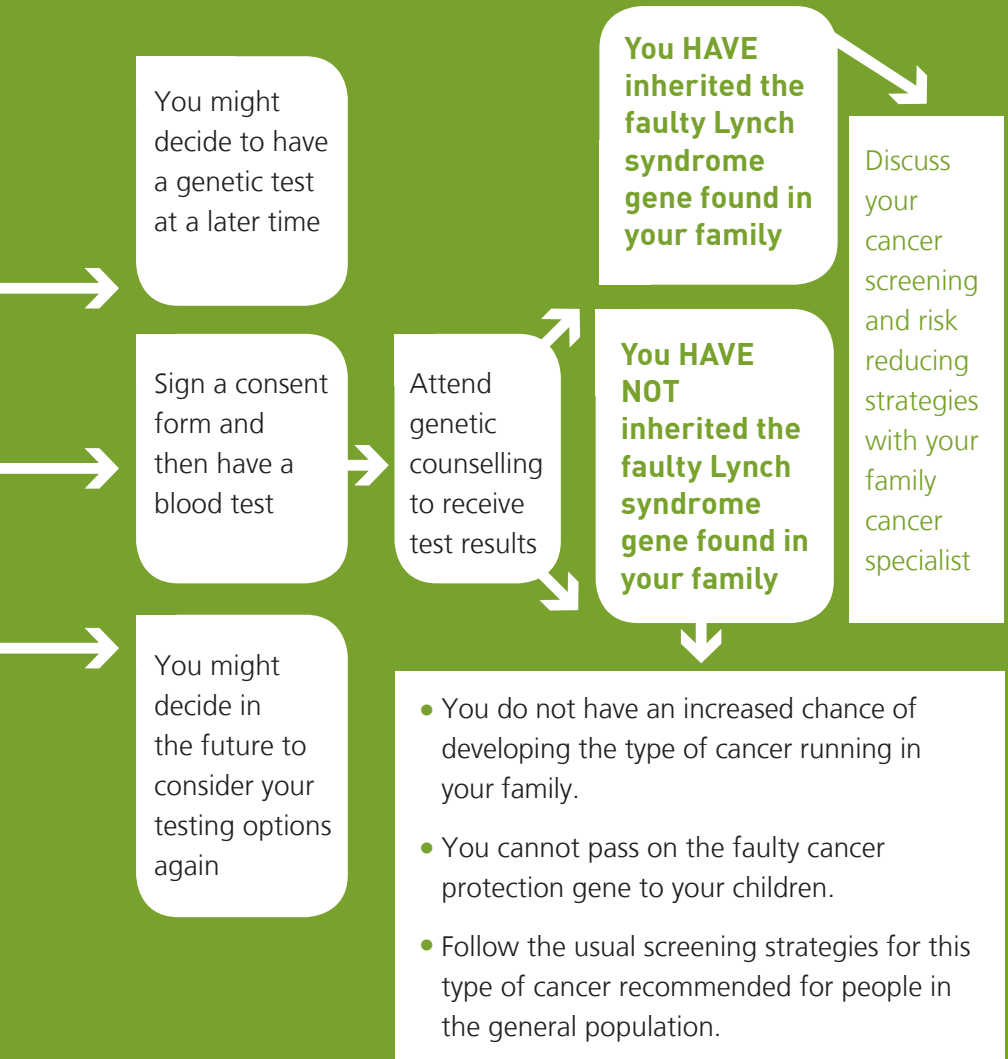 You might
decide to have
a genetic test
at a later time
Sign a consent
form and
then have a
blood test
You might
decide in
the future to
consider your
testing options
again
Attend
genetic
counselling
to receive
test results
You HAVE
inherited the
faulty Lynch
syndrome
gene found in
your family
You HAVE
NOT
inherited the
faulty Lynch
syndrome
gene found in
your family
Discuss
your
cancer
screening
and risk
reducing
strategies
with your
family
cancer
specialist
• You do not have an increased chance of
developing the type of cancer running in
your family.
• You cannot pass on the faulty cancer
protection gene to your children.
• Follow the usual screening strategies for this
type of cancer recommended for people in
the general population.